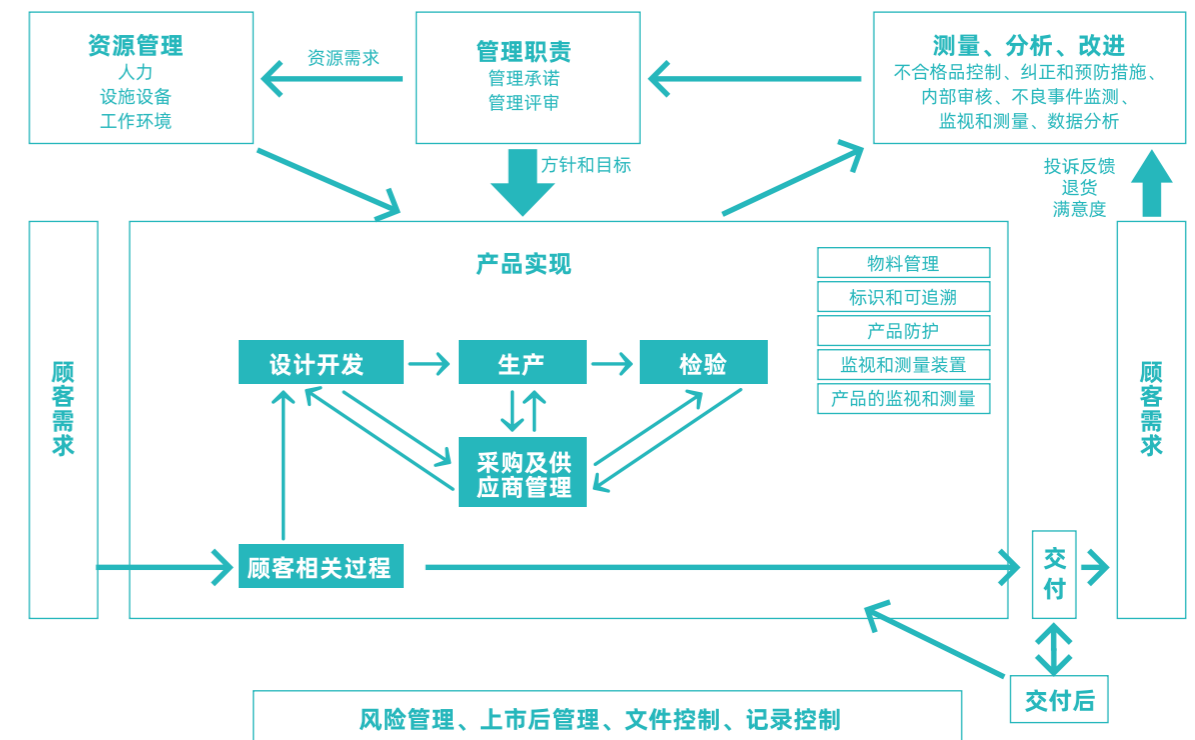 资源管理
人力
设施设备
工作环境
资源需求
管理职责
管理承诺
管理评审
测量、分析、改进
不合格品控制、纠正和预防措施、
内部审核、不良事件监测、
监视和测量、数据分析
方针和目标
投诉反馈
退货
满意度
顾客需求
产品实现
物料管理
标识和可追溯
产品防护
监视和测量装置
产品的监视和测量
设计开发
生产
检验
采购及供
应商管理
顾客相关过程
交付
顾客需求
交付后
风险管理、上市后管理、文件控制、记录控制